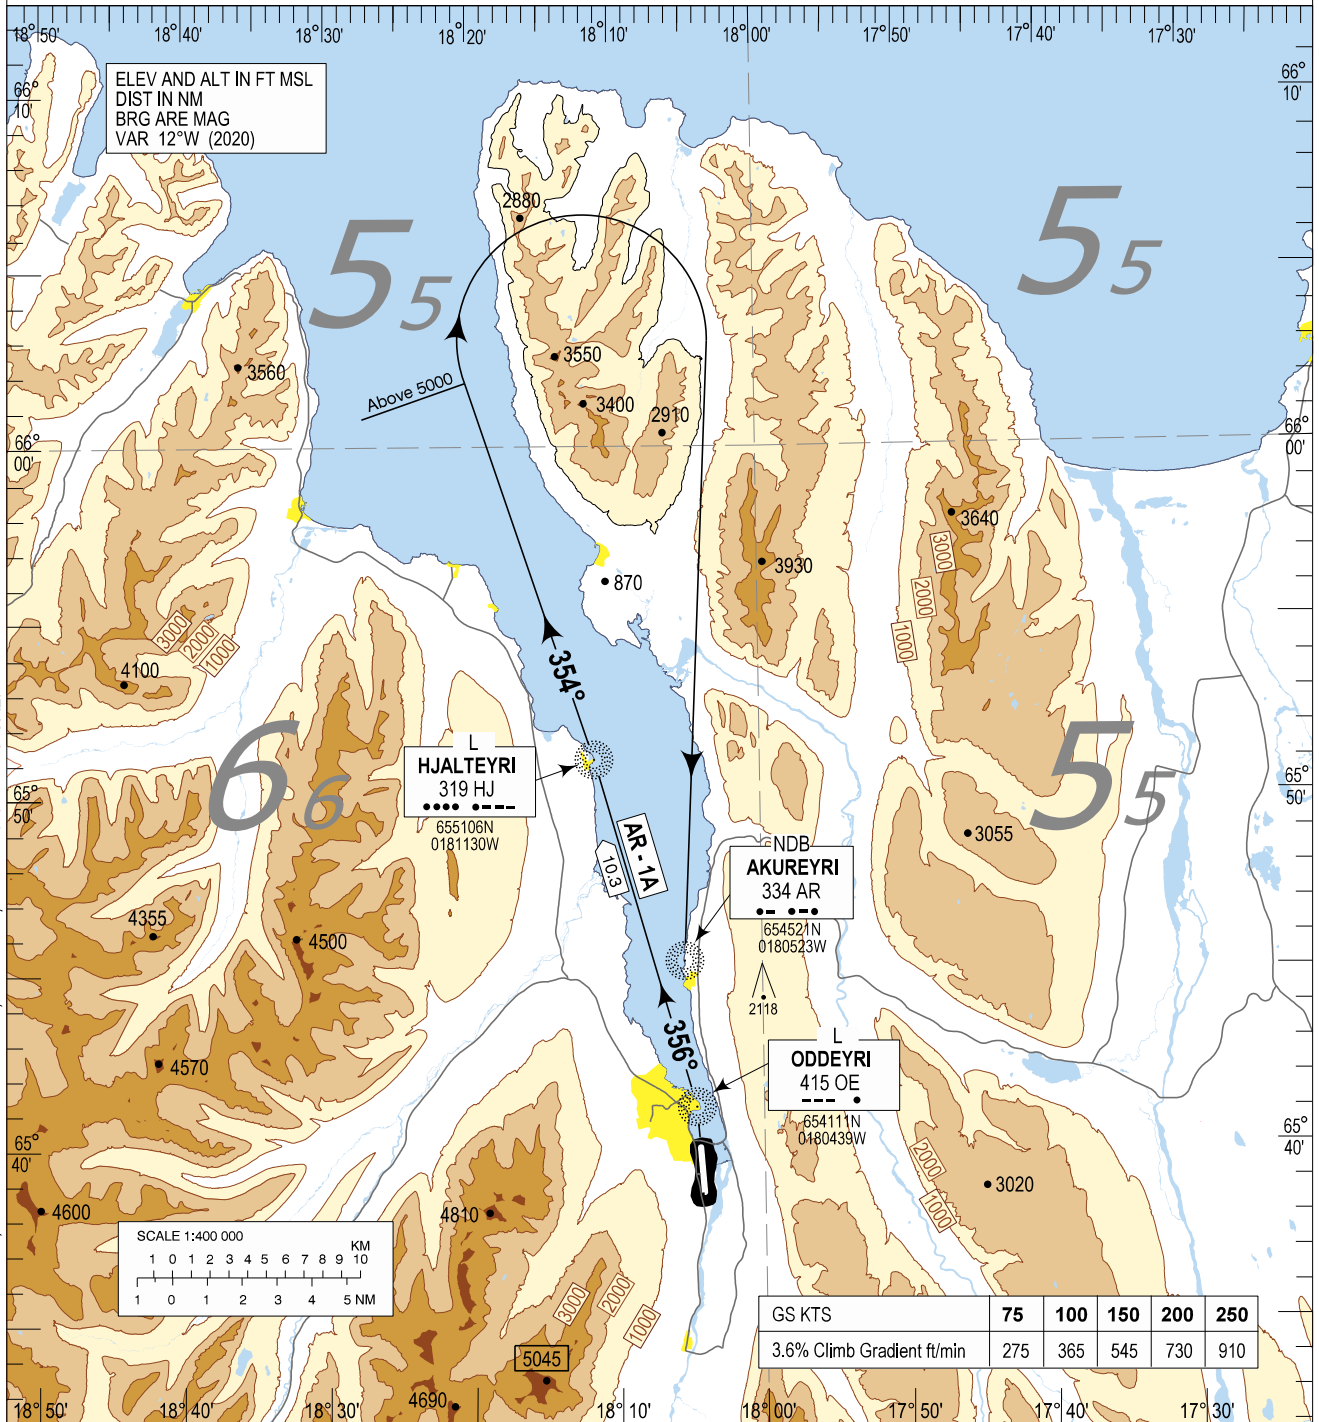 18°50' 18°40' 18°30' 18°20' 18°10' 18°00' 17°50' 17°40' 17°30'
ELEV AND ALT IN FT MSL
DIST IN NM
BRG ARE MAG
VAR 12°W (2020)
66°
10'
66°
10'
2880
5 5
5 5
3560
3550
Above 5000
3400
2910
66°
00'
66°
00'
3640
3930
870
3000
2000
1000
3000
2000
1000
4100
354°
6 6
5 5
L
HJALTEYRI
319 HJ
655106N
0181130W
65°
50'
65°
50'
3055
AR - 1A
10.3
NDB
AKUREYRI
334 AR
654521N
0180523W
4355
4500
2118
356°
4570
L
ODDEYRI
415 OE
654111N
0180439W
65°
40'
65°
40'
2000
1000
3020
4600
4810
SCALE 1:400 000
KM
1 0 1 2 3 4 5 6 7 8 9 10
1 0 1 2 3 4 5 NM
3000
2000
1000
GS KTS 75 100 150 200 250
3.6% Climb Gradient ft/min 275 365 545 730 910
5045
4690
18°50' 18°40' 18°30' 18°10' 18°00' 17°50' 17°40' 17°30'